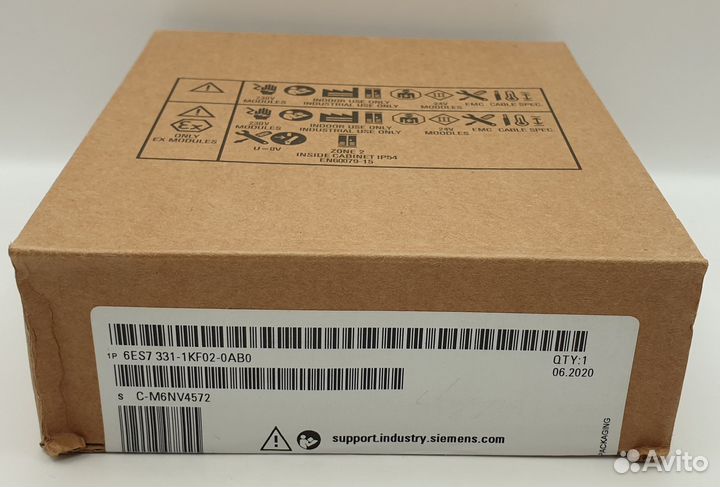 230V
MODULES
INDOOR USE ONLY
INDUSTRIAL USE ONLY
24V
MODULES
EMC
CABLE SPEC.
Ex
ONLY
EX MODULES
230V
MODULES
INDOOR USE ONLY
INDUSTRIAL USE ONLY
24V
MODULES
EMC
CABLE SPEC.
U=0V
ZONE 2
INSIDE CABINET IP54
EN60079-15
1P 6ES7 331-1KF02-0AB0
QTY:1
06.2020
S C-M6NV4572
support.industry.siemens.com
PACKAGING
Avito